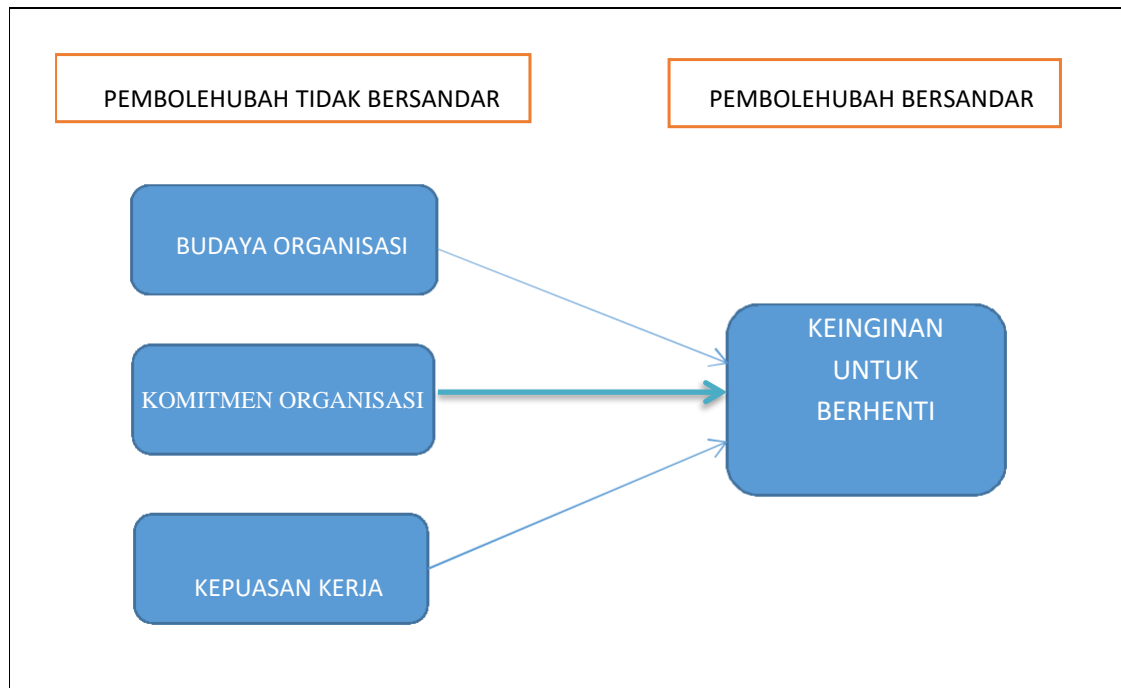 PEMBOLEHUBAH TIDAK BERSANDAR
PEMBOLEHUBAH BERSANDAR
BUDAYA ORGANISASI
KOMITMEN ORGANISASI
KEPUASAN KERJA
KEINGINAN
UNTUK
BERHENTI